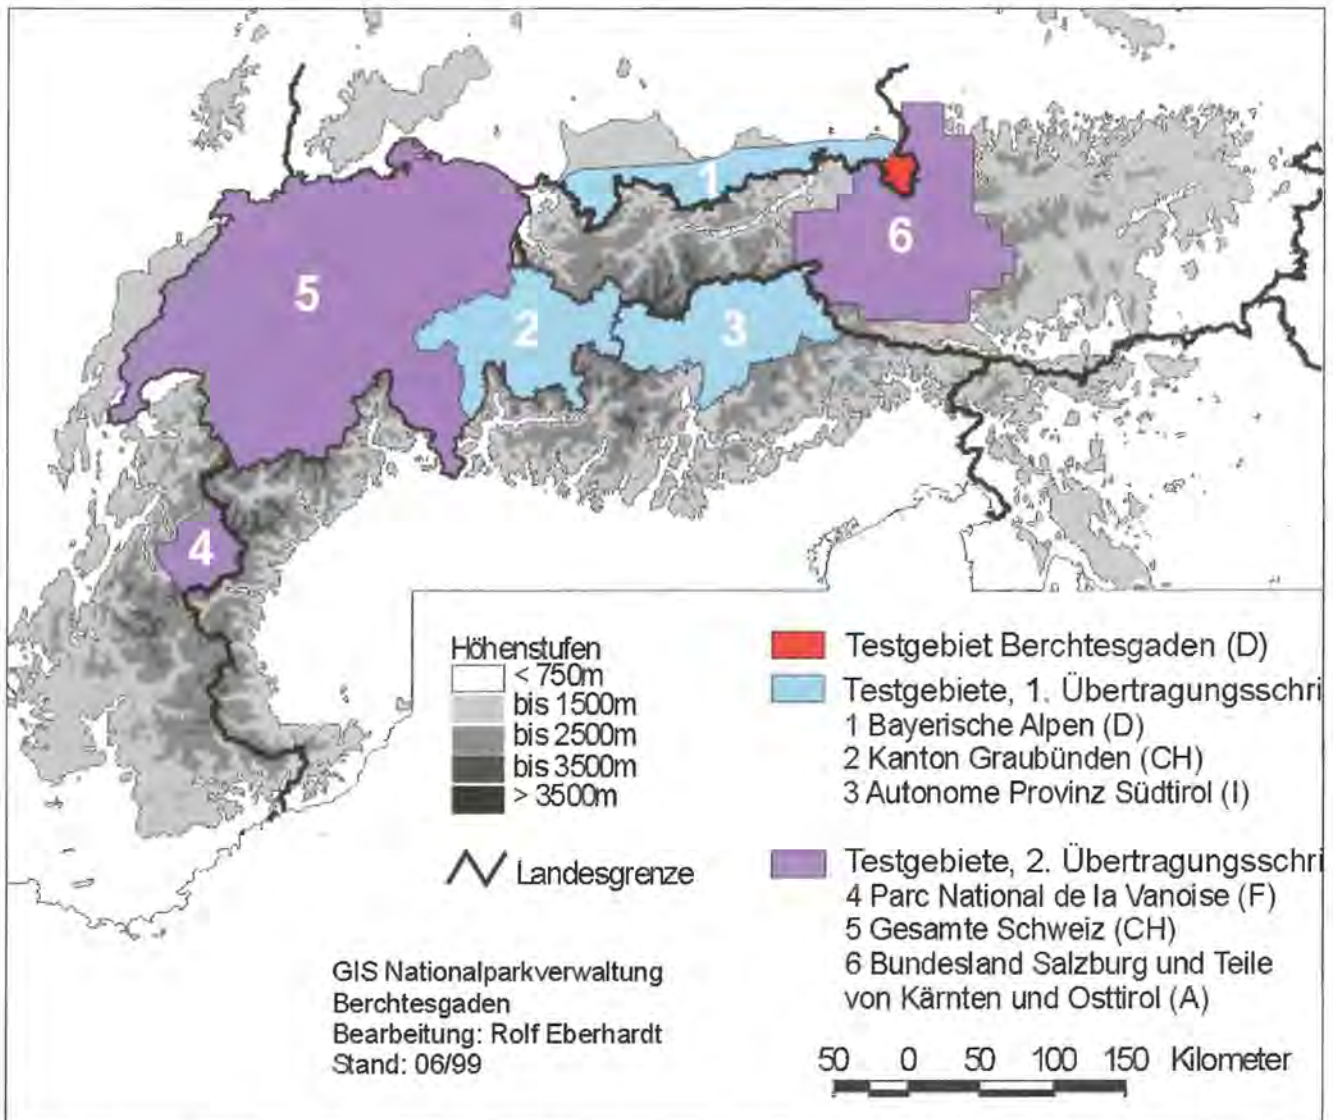 1
5
2
3
6
4
Höhenstufen
< 750m
bis 1500m
bis 2500m
bis 3500m
> 3500m
Landesgrenze
GIS Nationalparkverwaltung
Berchtesgaden
Bearbeitung: Rolf Eberhardt
Stand: 06/99
Testgebiet Berchtesgaden (D)
Testgebiete, 1. Übertragungsschri
1 Bayerische Alpen (D)
2 Kanton Graubünden (CH)
3 Autonome Provinz Südtirol (I)
Testgebiete, 2. Übertragungsschri
4 Parc National de la Vanoise (F)
5 Gesamte Schweiz (CH)
6 Bundesland Salzburg und Teile
von Kärnten und Osttirol (A)
50 0 50 100 150 Kilometer